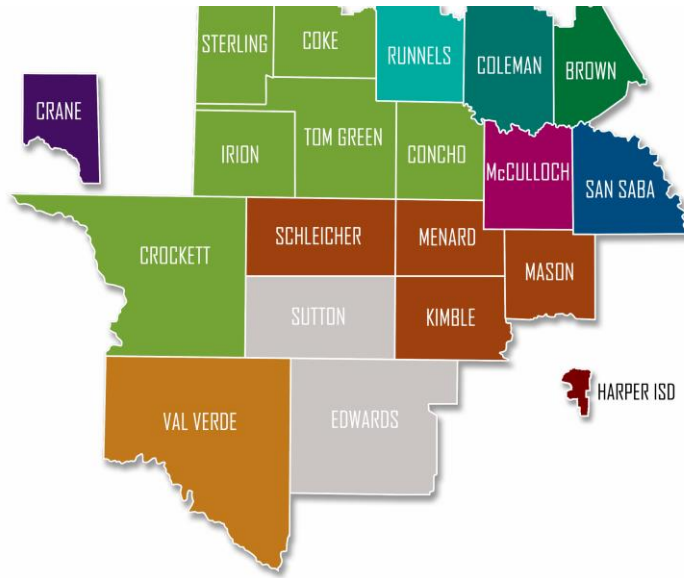 STERLING
COKE
RUNNELS
COLEMAN
BROWN
CRANE
IRION
TOM GREEN
CONCHO
McCULLOCH
SAN SABA
CROCKETT
SCHLEICHER
MENARD
MASON
SUTTON
KIMBLE
HARPER ISD
VAL VERDE
EDWARDS